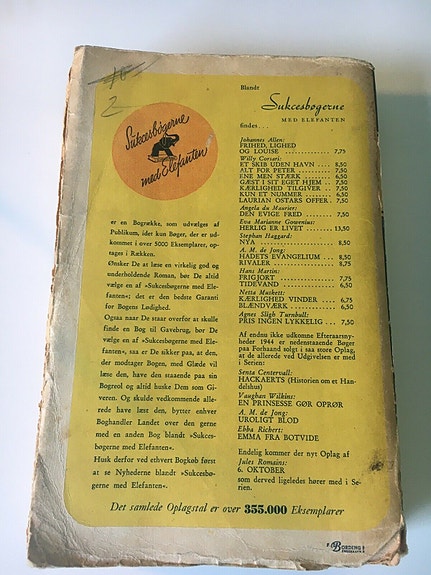 10
2
Sukcesbøgerne
med Elefanten
er en Bogrække, som udvælges af
Publikum, idet kun Bøger, der er ud-
kommet i over 5000 Eksemplarer, op-
tages i Rækken.
Ønsker De at læse en virkelig god og
underholdende Roman, bør De altid
vælge en af »Sukcesbøgerne med Ele-
fanten«; det er den bedste Garanti
for Bogens Lødighed.
Ogsaa naar De staar overfor at skulle
finde en Bog til Gavebrug, bør De
vælge en af »Sukcesbøgerne med Ele-
fanten«, saa er De sikker paa, at den,
der modtager Bogen, med Glæde vil
læse den, have den staaende paa sin
Bogreol og altid huske Dem som Gi-
veren. Og skulde vedkommende alle-
rede have læst den, bytter enhver
Boghandler Landet over den gerne
med en anden Bog blandt »Sukces-
bøgerne med Elefanten«.
Husk derfor ved ethvert Bogkøb først
at se Nyhederne blandt »Sukcesbø-
gerne med Elefanten«.
Blandt
Sukcesbøgerne
MED ELEFANTEN
findes...
Johannes Allen:
FRIHED, LIGHED
OG LOUISE ............ 7,75
Willy Corsari:
ET SKIB UDEN HAVN .... 8,50
ALT FOR PETER ........ 7,50
ENE MEN STÆRK ........ 6,50
GÆST I SIT EGET HJEM .. 7,50
KÆRLIGHED TILGIVER .. 7,50
KUN ET NUMMER ........ 6,50
LAURIAN OSTARS OFFER . 7,50
Angela du Maurier:
DEN EVIGE FRED ....... 7,50
Eva Marianne Gowenius:
HERLIG ER LIVET ...... 13,50
Stephan Haggard:
NYA .................. 8,50
A. M. de Jong:
HADETS EVANGELIUM ... 8,50
RIVALER .............. 8,75
Hans Martin:
FRIGJORT ............. 7,75
TIDEVAND ............. 6,50
Netta Muskett:
KÆRLIGHED VINDER .... 6,75
BLÆNDVÆRK ........... 6,50
Agnes Sligh Turnbull:
PRIS INGEN LYKKELIG .. 7,50
Af endnu ikke udkomne Efteraarsny-
heder 1944 er nedenstaaende Bøger
paa Forhaand solgt i saa store Oplag,
at de allerede ved Udgivelsen er med
i Serien:
Senta Centervall:
HACKAERTS (Historien om et Han-
delshus)
Vaughan Wilkins:
EN PRINSESSE GØR OPRØR
A. M. de Jong:
UROLIGT BLOD
Ebba Richert:
EMMA FRA BOTVIDE
Endelig kommer der nyt Oplag af
Jules Romains:
6. OKTOBER
som derved ligeledes hører med i Se-
rien.
Det samlede Oplagstal er over 355.000 Eksemplarer
BORDING